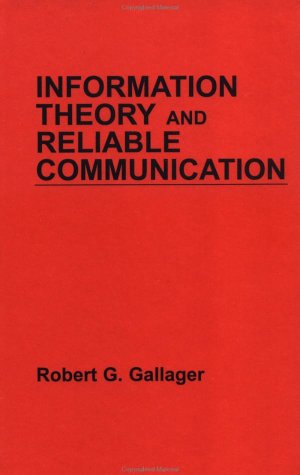 INFORMATION
THEORY AND
RELIABLE
COMMUNICATION
Robert G. Gallager